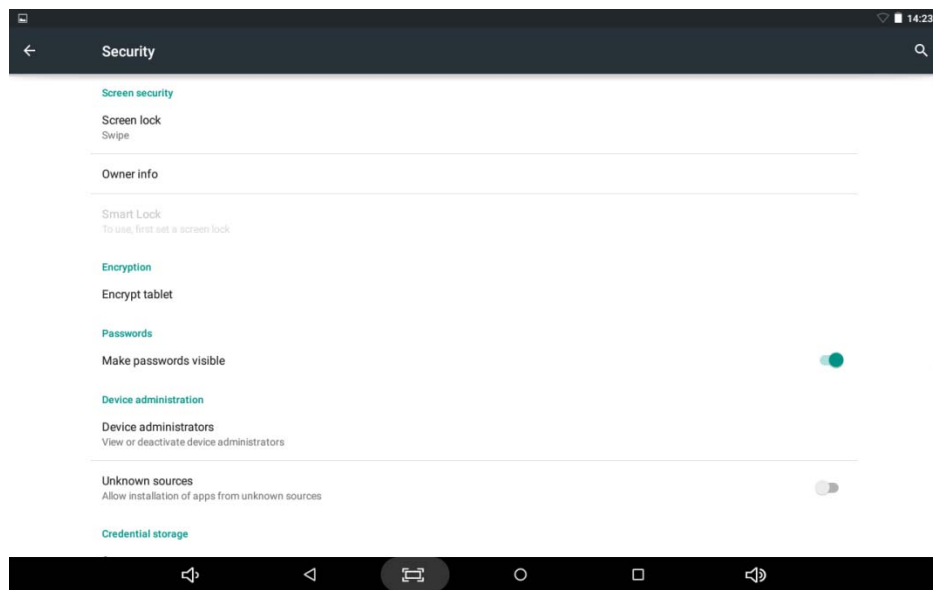 14:23
Security
Screen security
Screen lock
Swipe
Owner info
Smart Lock
To use, first set a screen lock
Encryption
Encrypt tablet
Passwords
Make passwords visible
Device administration
Device administrators
View or deactivate device administrators
Unknown sources
Allow installation of apps from unknown sources
Credential storage